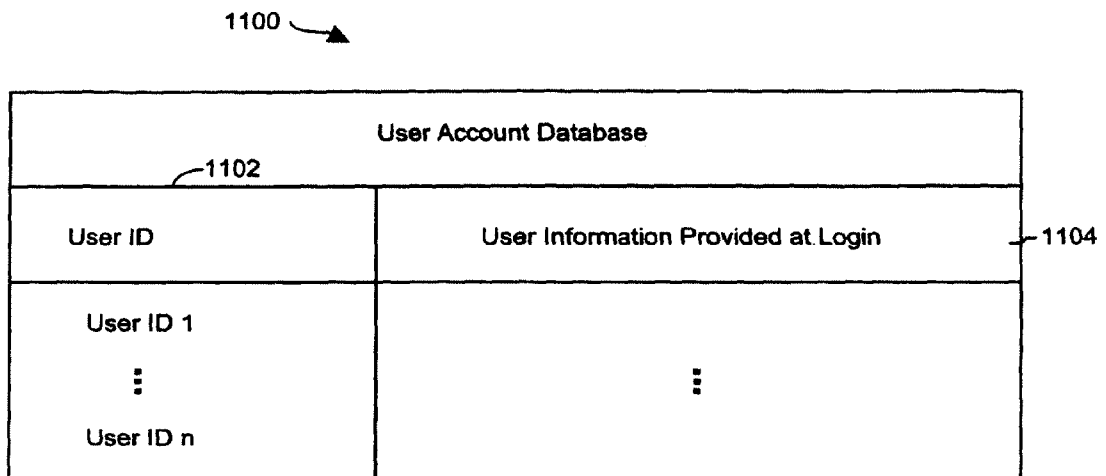 1100
User Account Database
1102
User ID
User Information Provided at Login
1104
User ID 1
User ID n